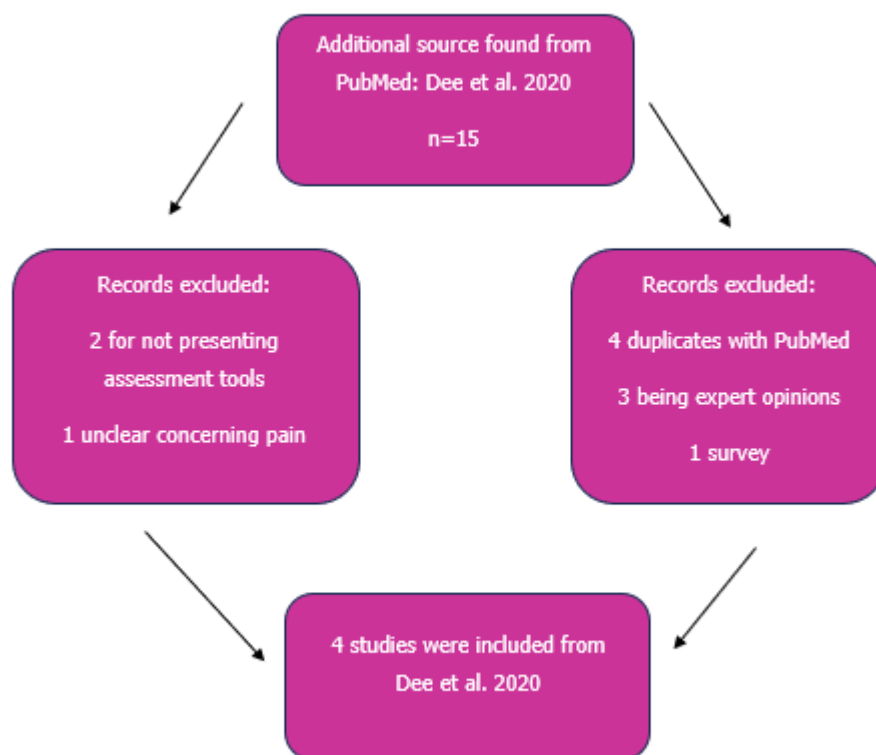 Additional source found from
PubMed: Dee et al. 2020
n=15
Records excluded:
2 for not presenting
assessment tools
1 unclear concerning pain
Records excluded:
4 duplicates with PubMed
3 being expert opinions
1 survey
4 studies were included from
Dee et al. 2020